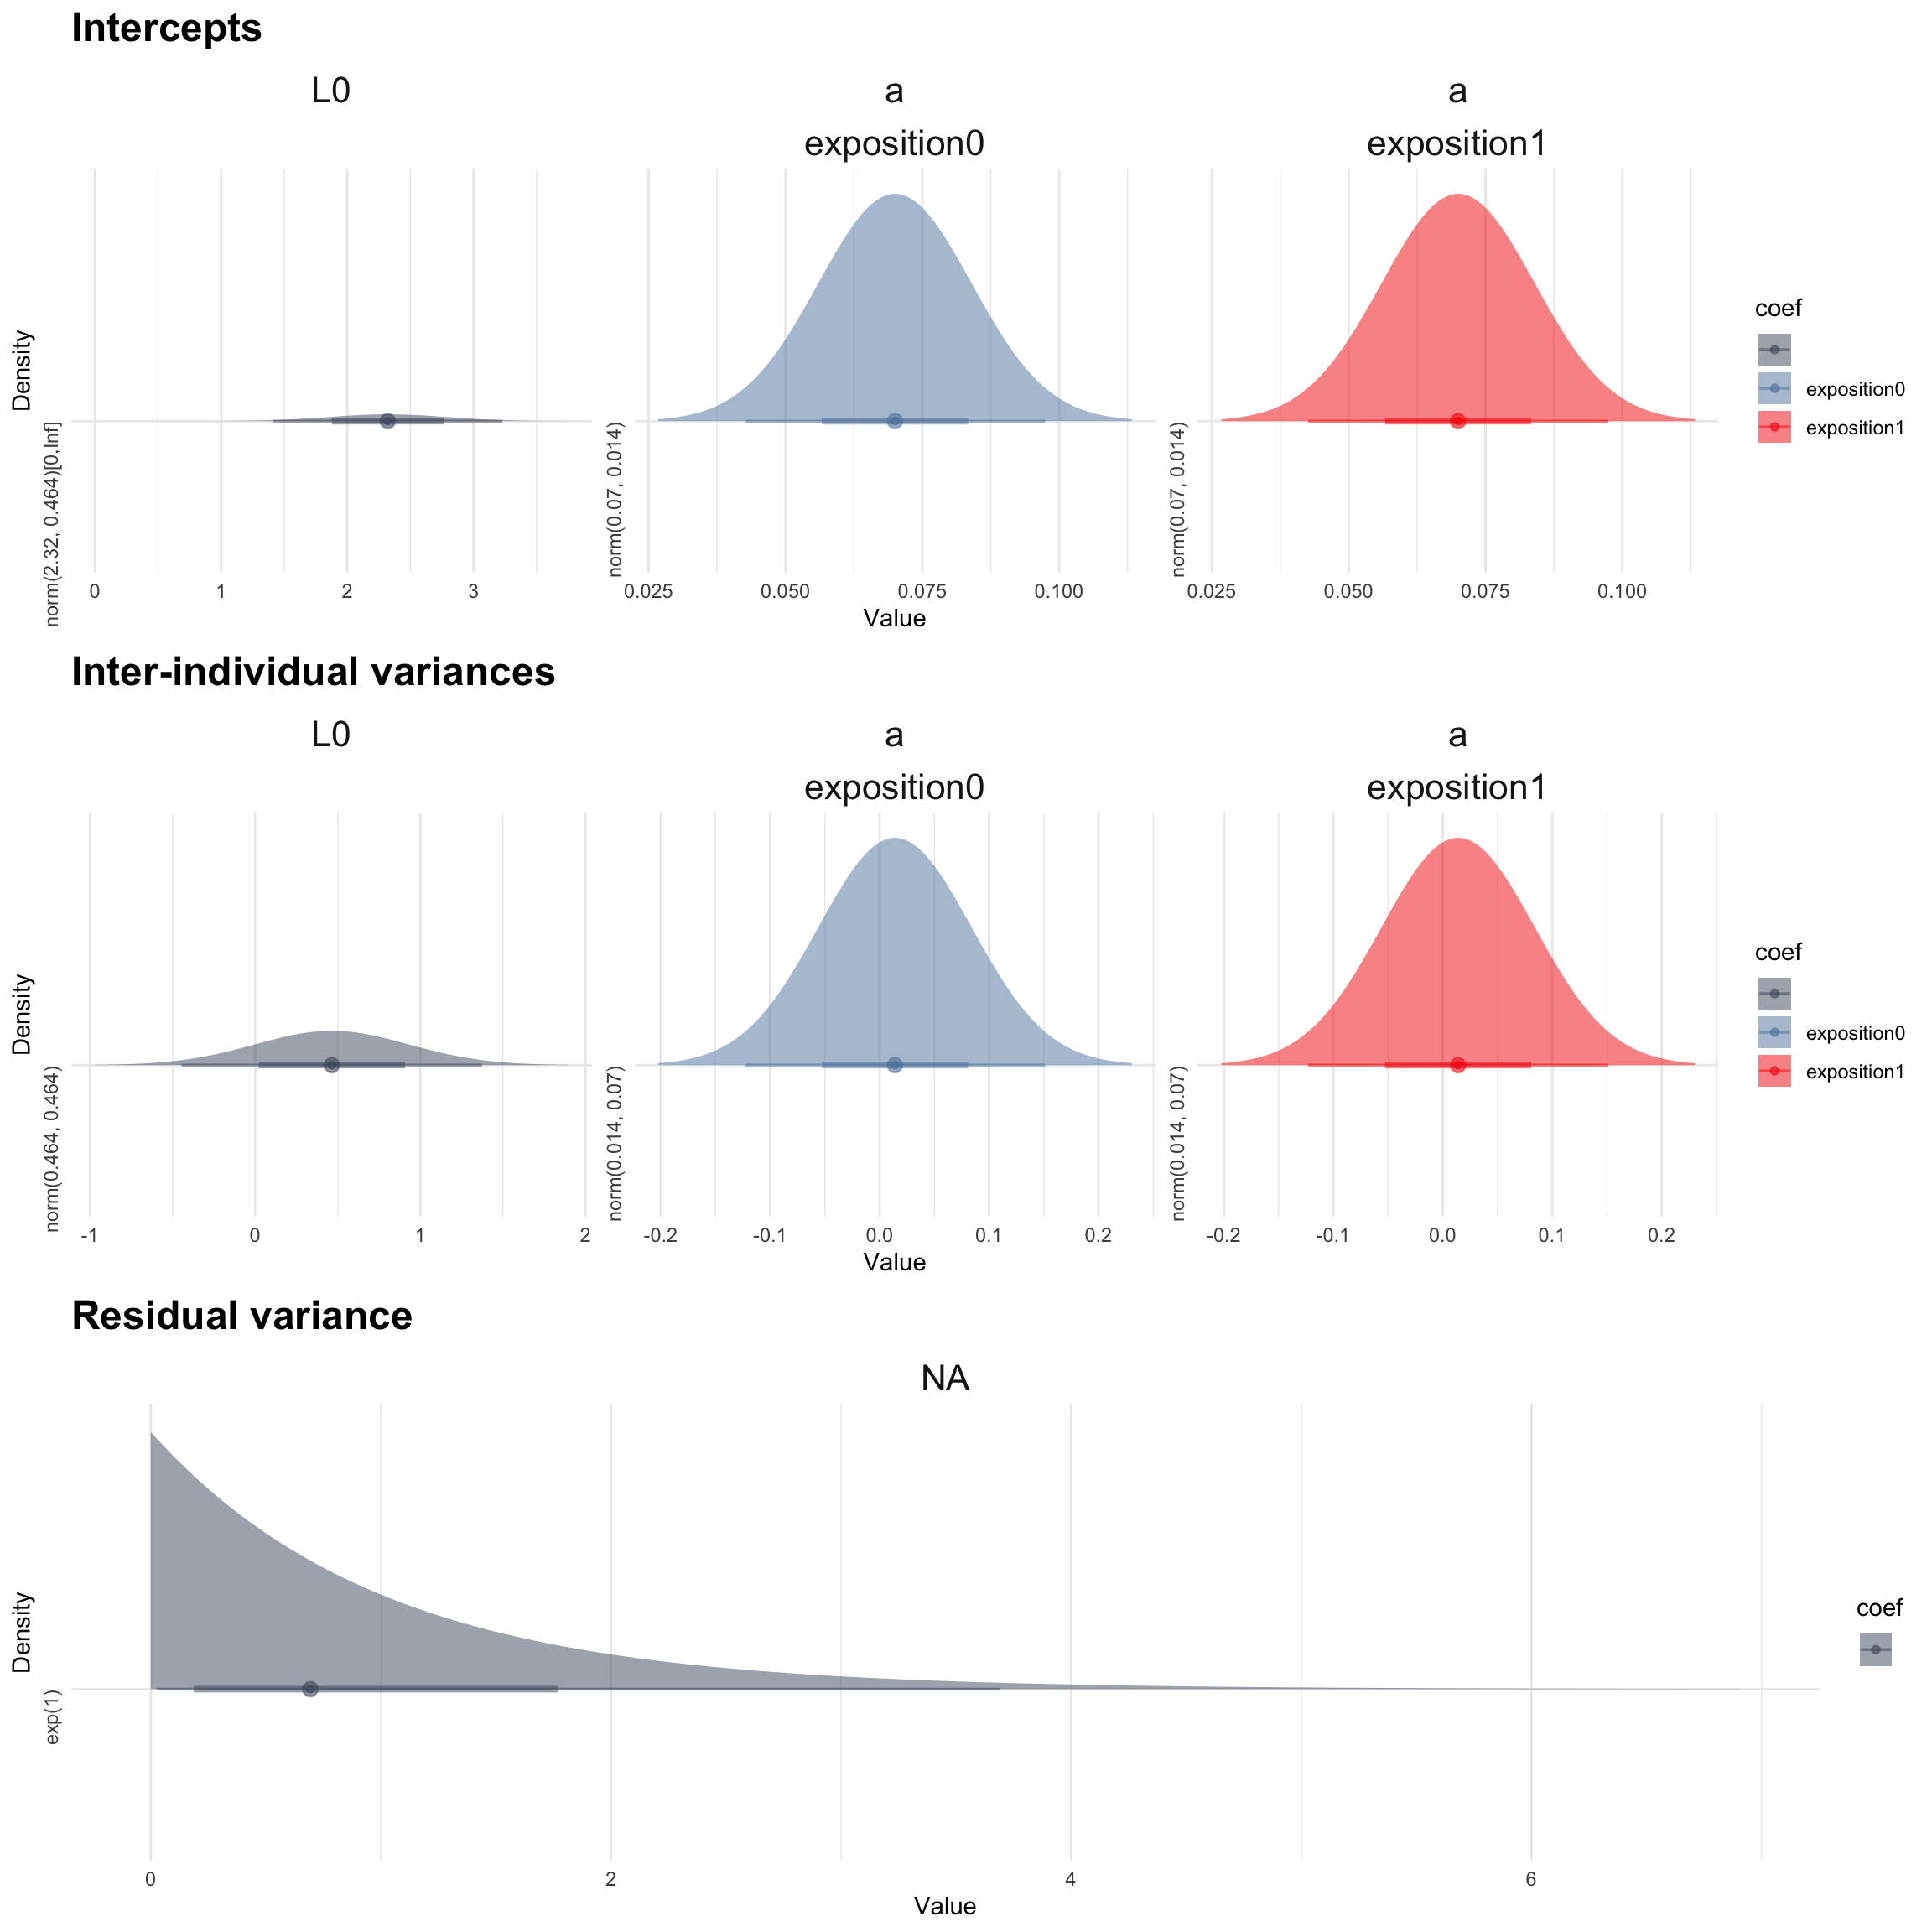 Intercepts
L0
a
a
exposition0
exposition1
Density
norm(2.32, 0.464)[0,Inf]
norm(0.07, 0.014)
norm(0.07, 0.014)
0 1 2 3
0.025 0.050 0.075 0.100
0.025 0.050 0.075 0.100
Value
coef
exposition0
exposition1
Inter-individual variances
L0
a
a
exposition0
exposition1
Density
norm(0.464, 0.464)
norm(0.014, 0.07)
norm(0.014, 0.07)
-1 0 1 2
-0.2 -0.1 0.0 0.1 0.2
-0.2 -0.1 0.0 0.1 0.2
Value
coef
exposition0
exposition1
Residual variance
NA
Density
exp(1)
0 2 4 6
Value
coef